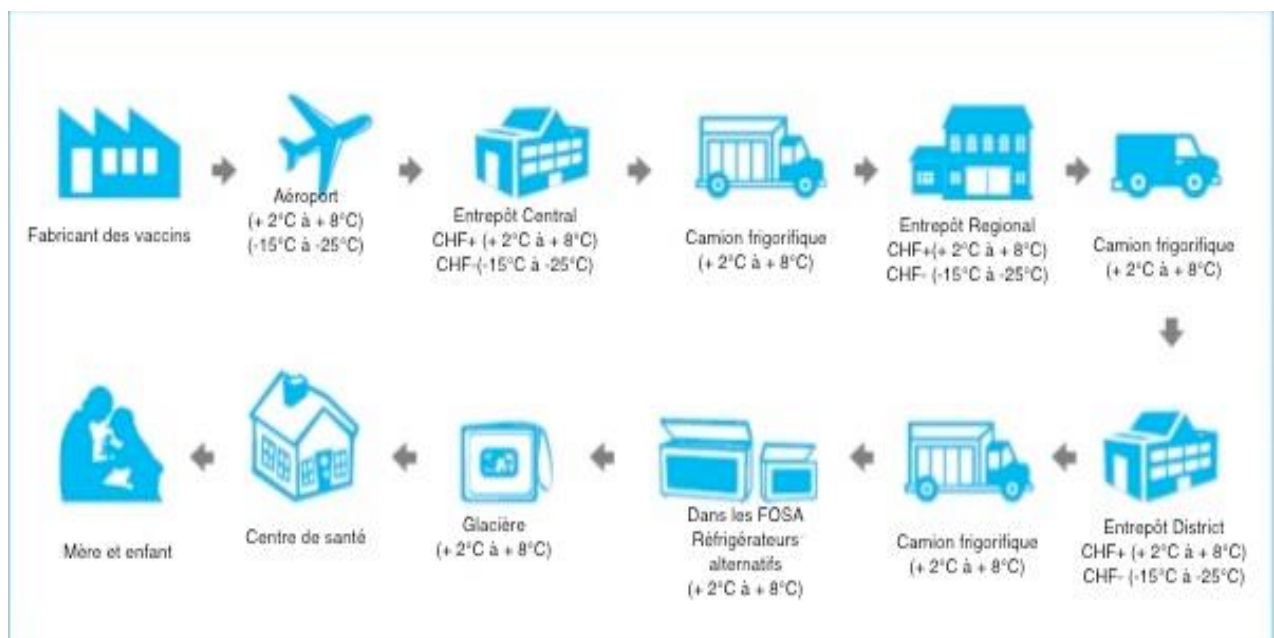 Fabricant des vaccins
Aéroport
(+ 2°C à + 8°C)
(-15°C à -25°C)
Entrepôt Central
CHF+ (+ 2°C à + 8°C)
CHF-(-15°C à -25°C)
Camion frigorifique
(+ 2°C à + 8°C)
Entrepôt Regional
CHF+(+ 2°C à + 8°C)
CHF- (-15°C à -25°C)
Camion frigorifique
(+ 2°C à + 8°C)
Mère et enfant
Centre de santé
Glacière
(+ 2°C à + 8°C)
Dans les FOSA
Réfrigérateurs
alternatifs
(+ 2°C à + 8°C)
Camion frigorifique
(+ 2°C à + 8°C)
Entrepôt District
CHF+ (+ 2°C à + 8°C)
CHF- (-15°C à -25°C)